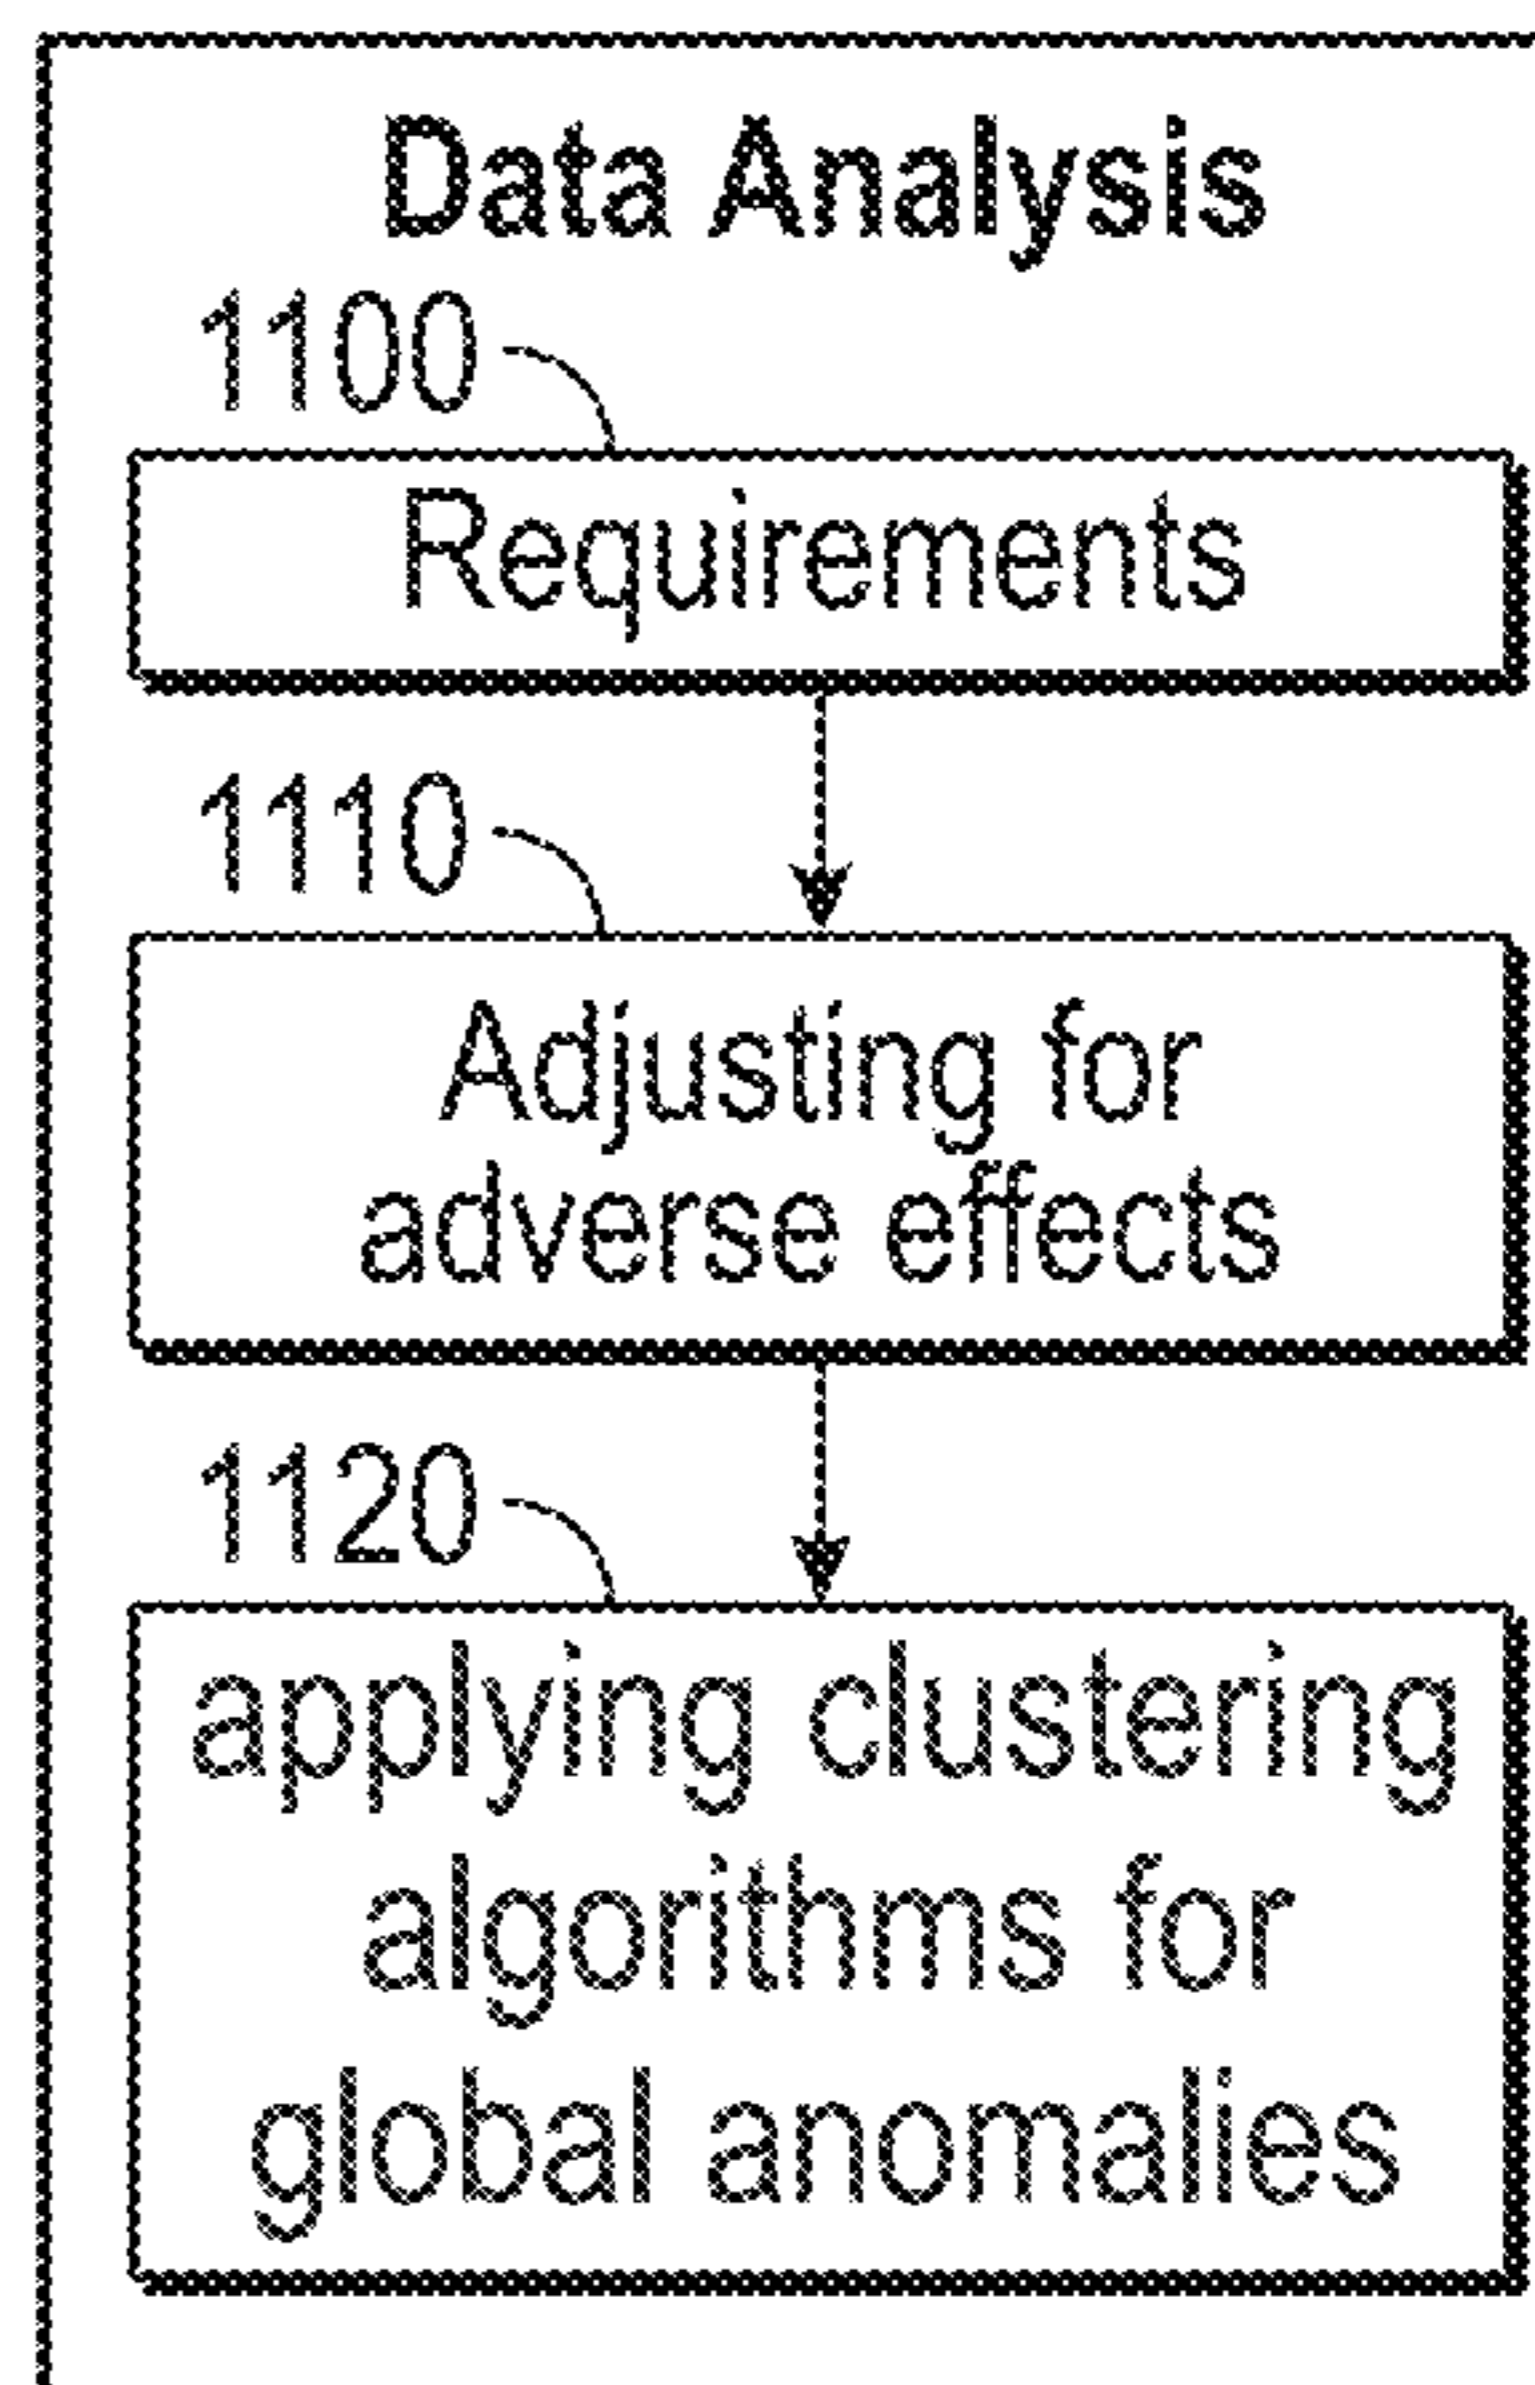 Data Analysis
1100
Requirements
1110
Adjusting for
adverse effects
1120
applying clustering
algorithms for
global anomalies